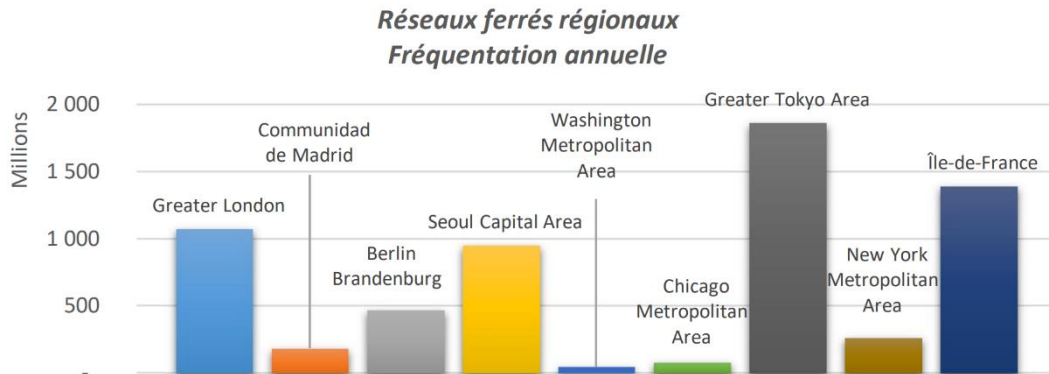 Réseaux ferrés régionaux
Fréquentation annuelle
Millions
2 000
1 500
1 000
500
-
Greater London
Communidad
de Madrid
Berlin
Brandenburg
Seoul Capital Area
Washington
Metropolitan
Area
Chicago
Metropolitan
Area
Greater Tokyo Area
New York
Metropolitan
Area
Île-de-France